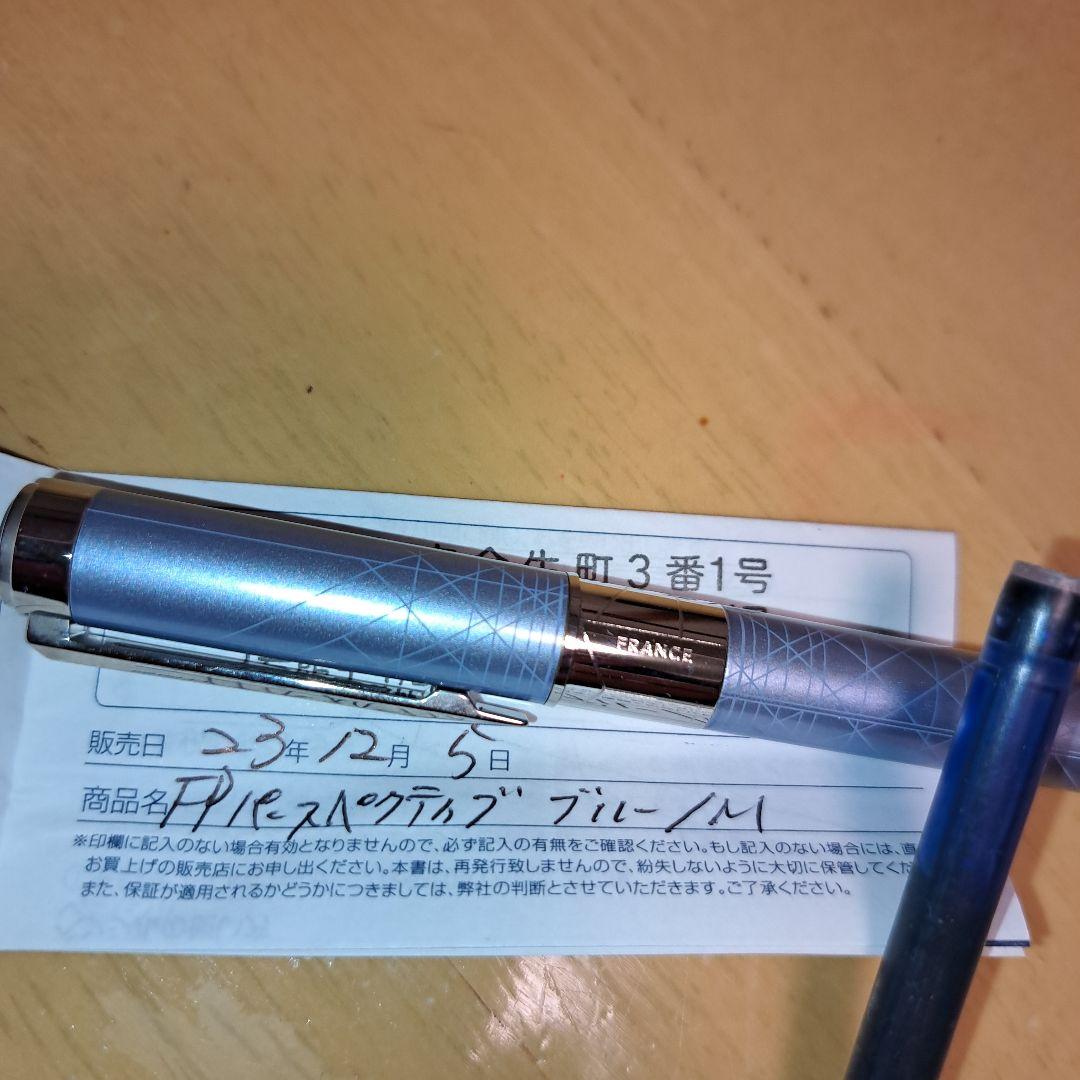 町3番1号
FRANCE
販売日 23年 12月 5日
商品名 FP パースペクティブ ブルー/M
※印欄に記入のない場合有効となりませんので、必ず記入の有無をご確認ください。もし記入のない場合には、直
お買上げの販売店にお申し出ください。本書は、再発行致しませんので、紛失しないように大切に保管してくだ
また、保証が適用されるかどうかにつきましては、弊社の判断とさせていただきます。ご了承ください。